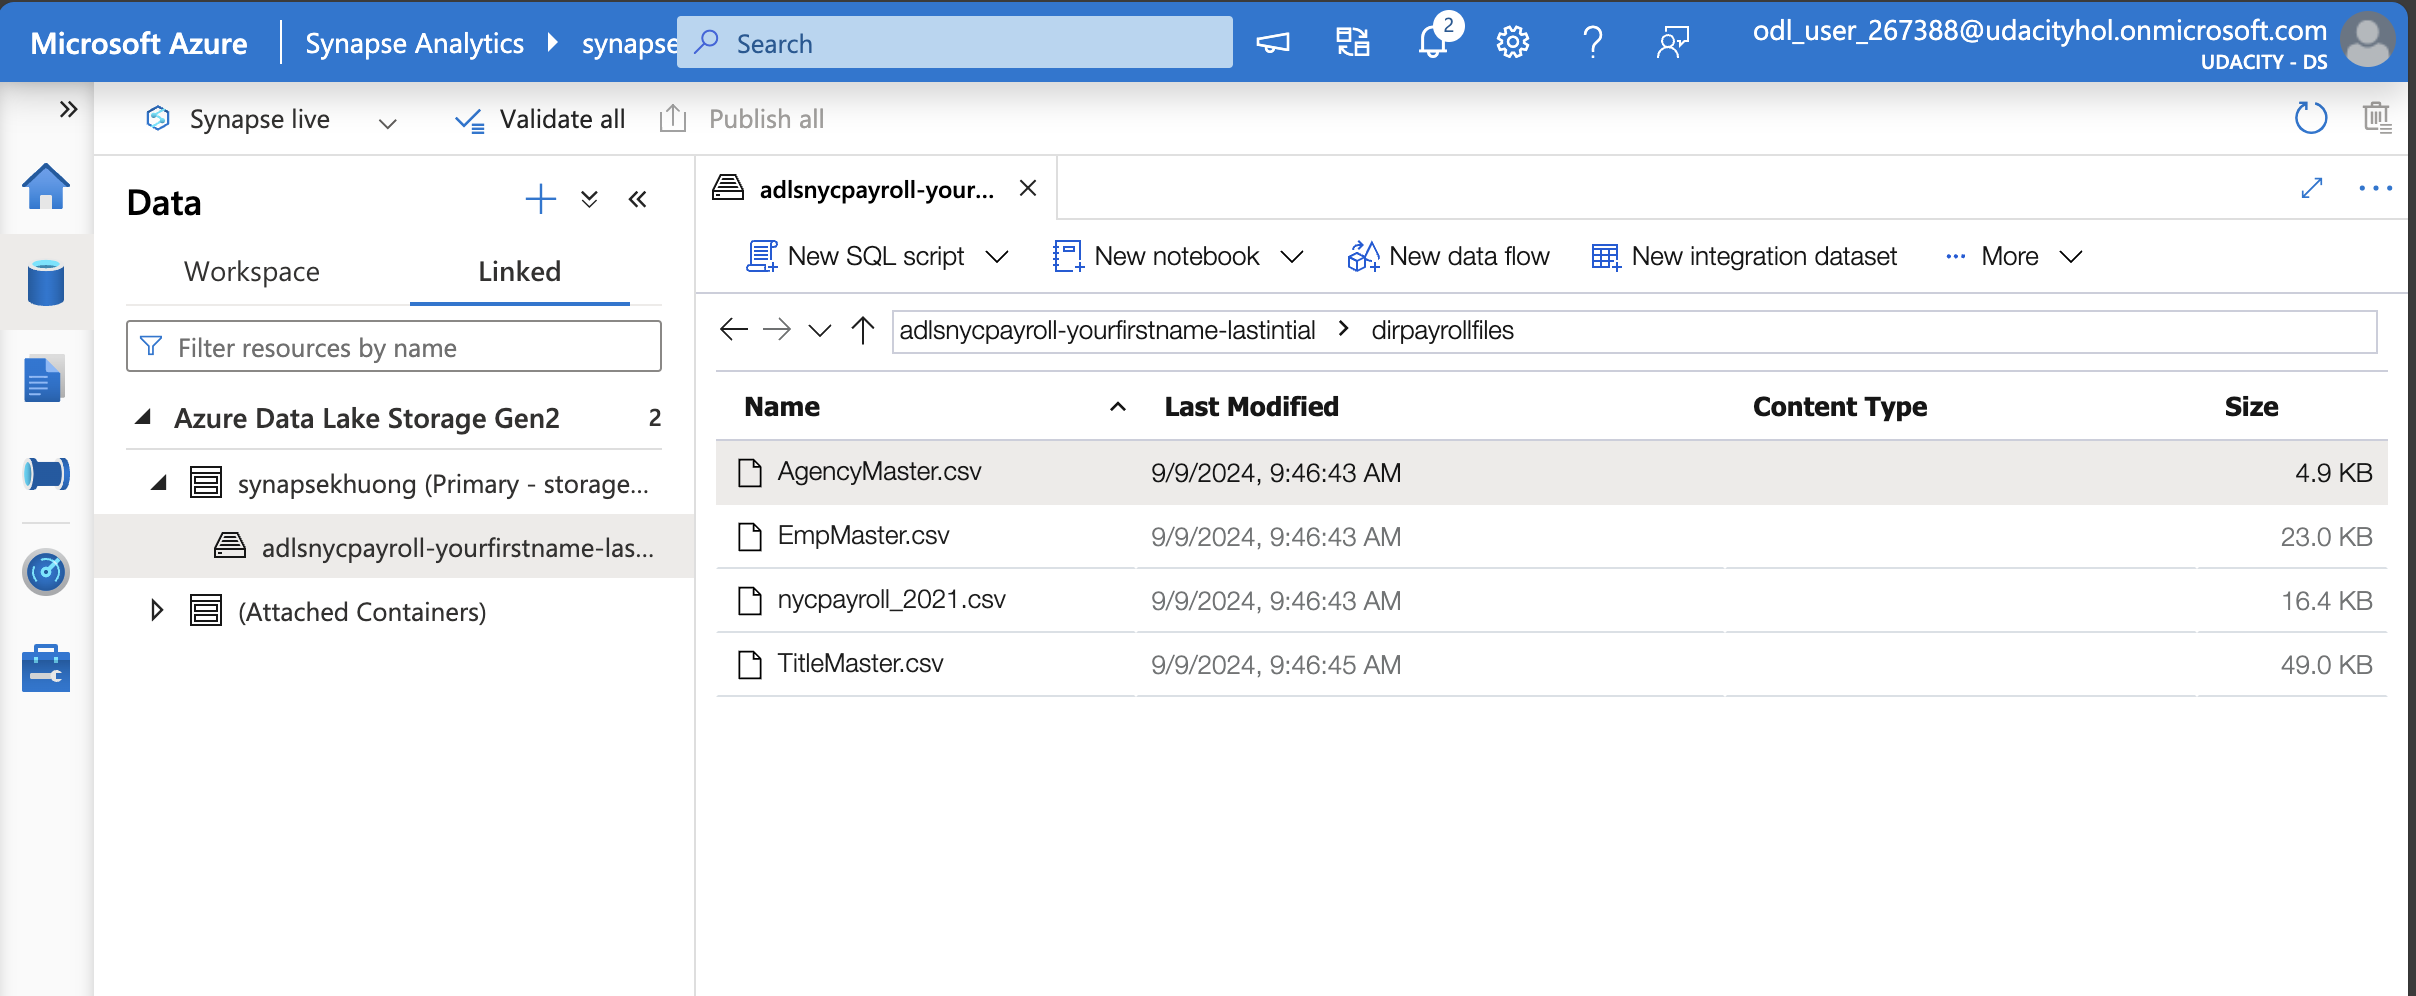 Microsoft Azure
Synapse Analytics
synapse
Search
2
odl_user_267388@udacityhol.onmicrosoft.com
UDACITY - DS
Synapse live
Validate all
Publish all
Data
Workspace
Linked
Filter resources by name
Azure Data Lake Storage Gen2 2
synapsekhuong (Primary - storage...
adlsnycpayroll-yourfirstname-las...
(Attached Containers)
adlsnycpayroll-your...
New SQL script
New notebook
New data flow
New integration dataset
... More
adlsnycpayroll-yourfirstname-lastintial > dirpayrollfiles
Name Last Modified Content Type Size
AgencyMaster.csv 9/9/2024, 9:46:43 AM 4.9 KB
EmpMaster.csv 9/9/2024, 9:46:43 AM 23.0 KB
nycpayroll_2021.csv 9/9/2024, 9:46:43 AM 16.4 KB
TitleMaster.csv 9/9/2024, 9:46:45 AM 49.0 KB